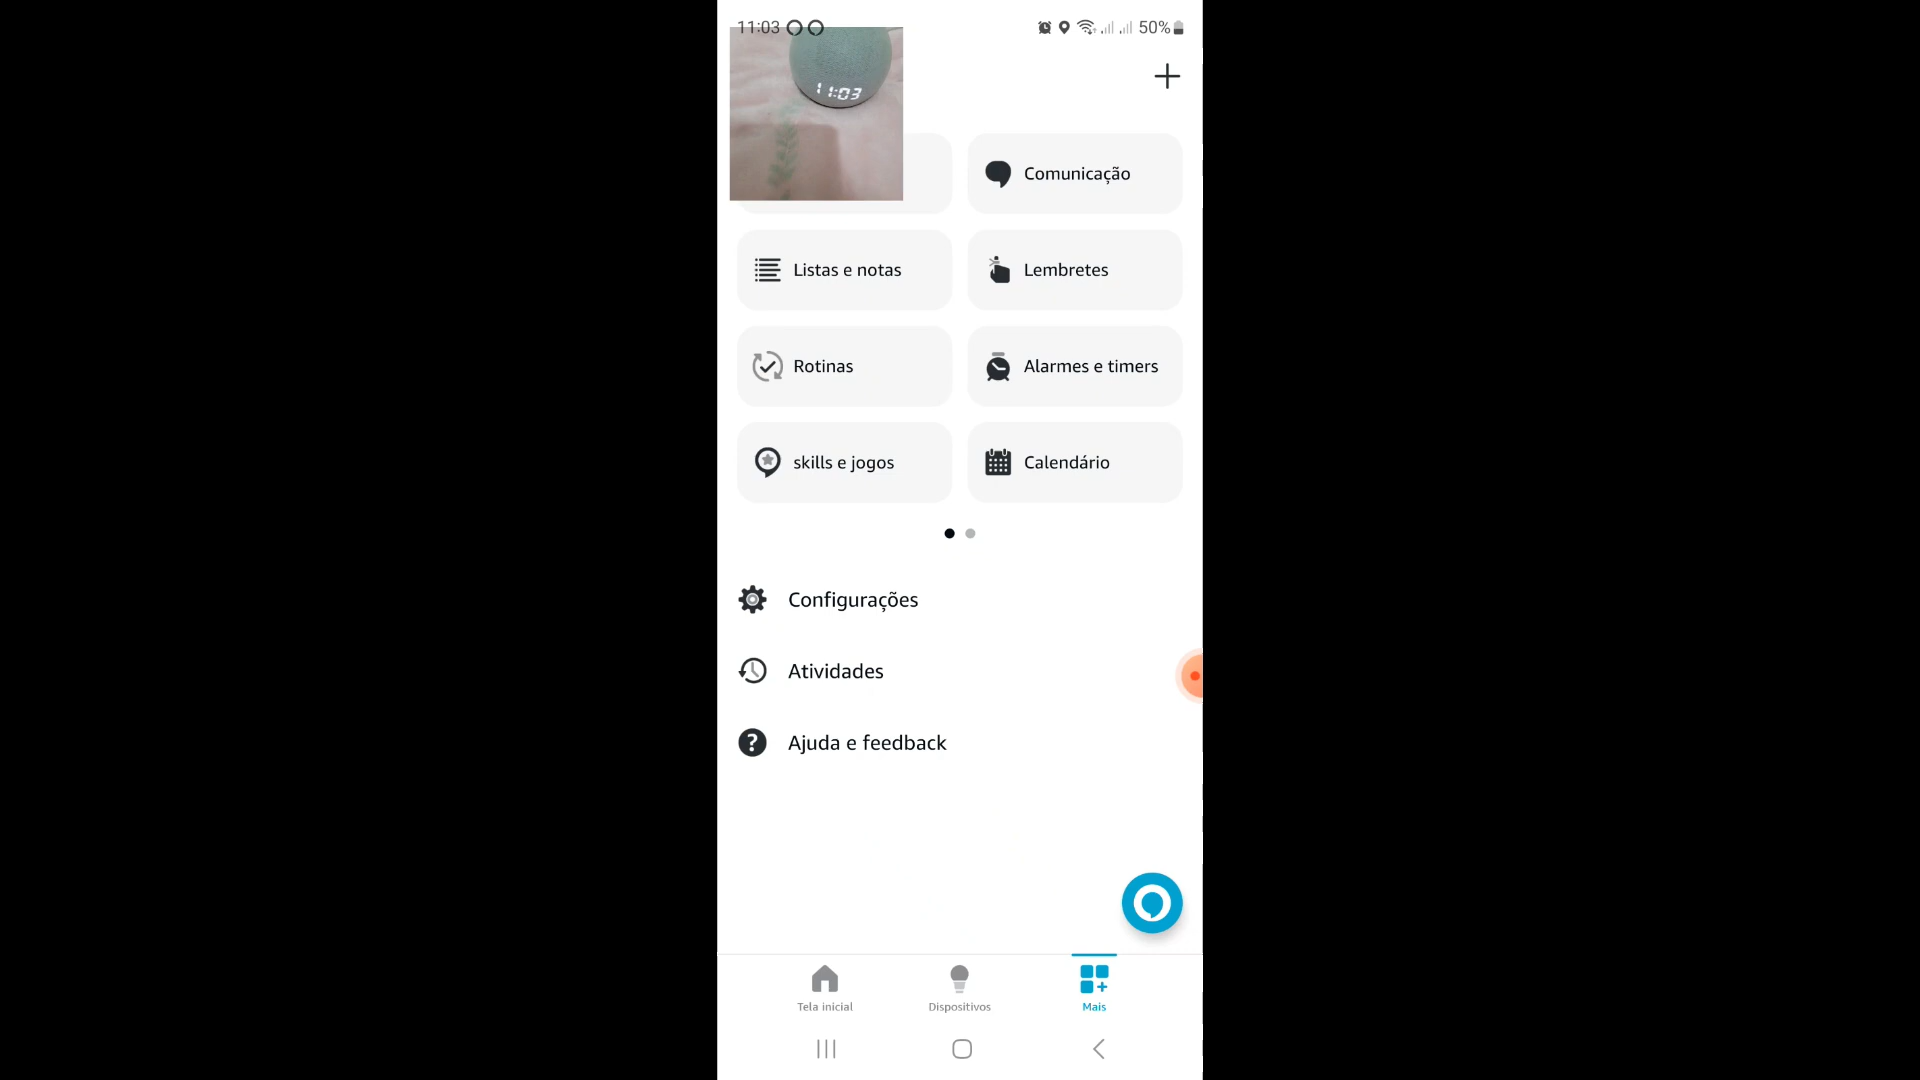 11:03
50%
11:03
Comunicação
Listas e notas
Lembretes
Rotinas
Alarmes e timers
skills e jogos
Calendário
Configurações
Atividades
Ajuda e feedback
Tela inicial
Dispositivos
Mais